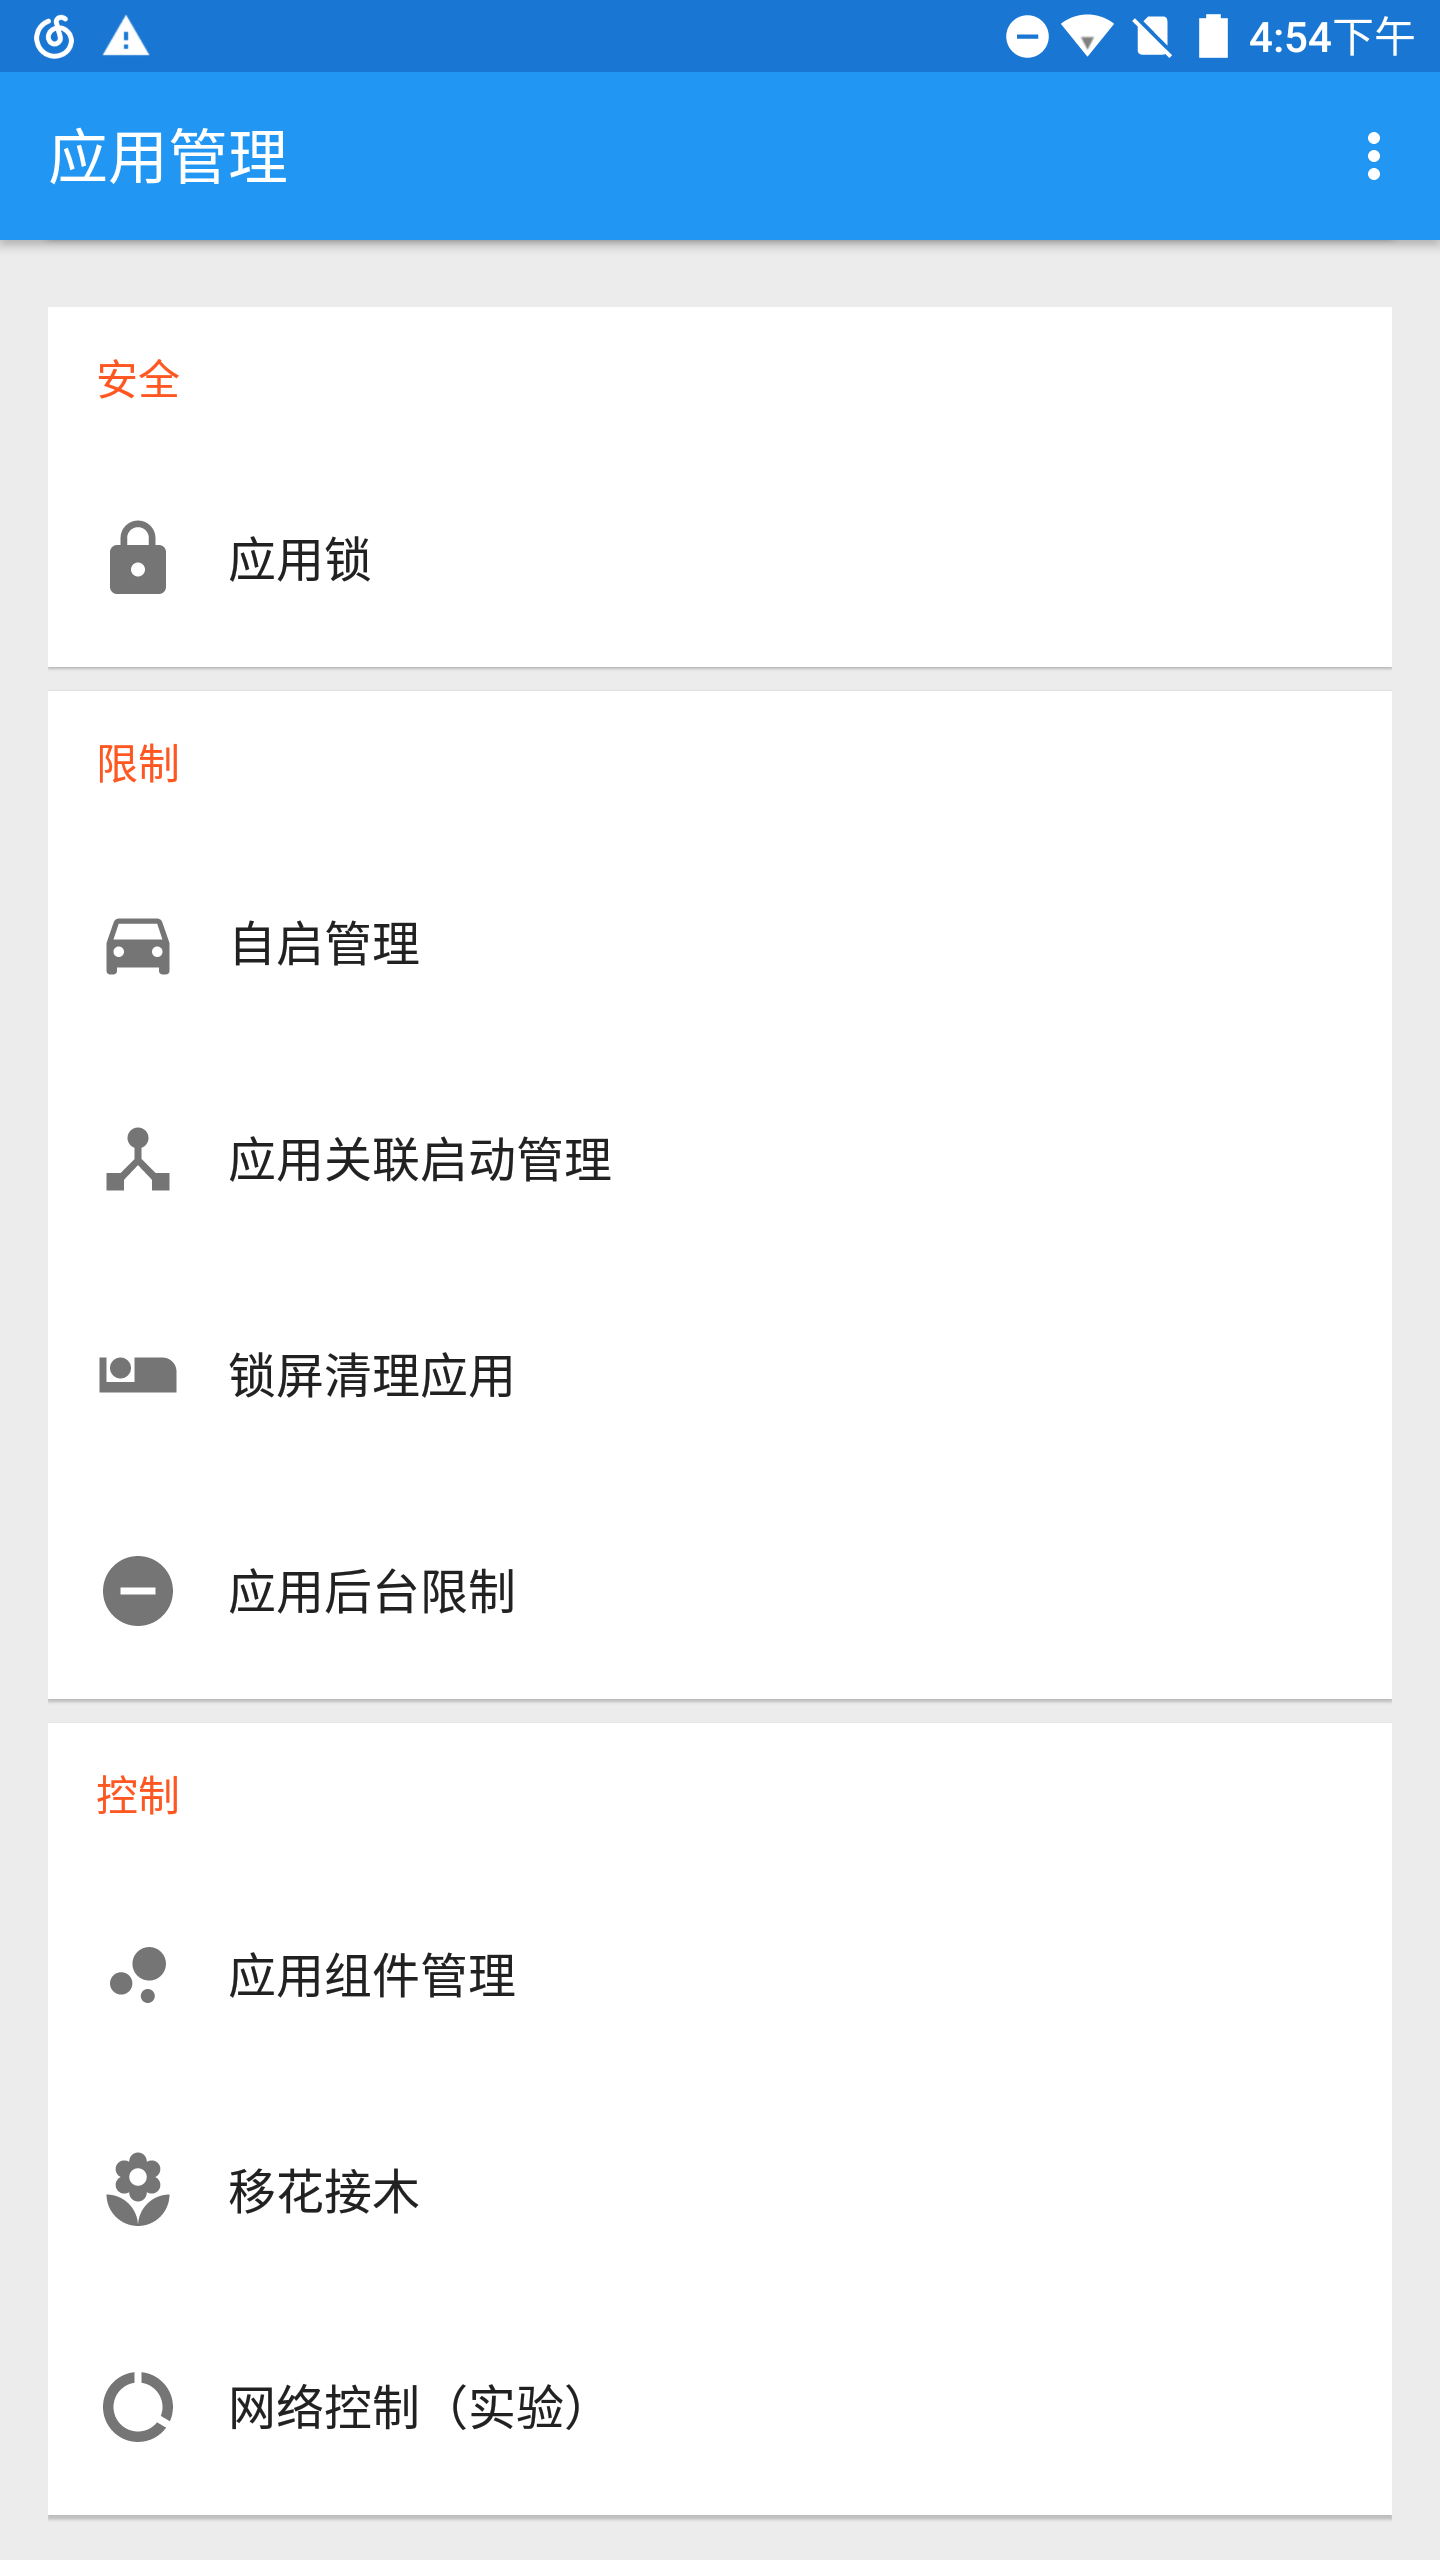 4:54下午
应用管理
安全
应用锁
限制
自启管理
应用关联启动管理
锁屏清理应用
应用后台限制
控制
应用组件管理
移花接木
网络控制（实验）